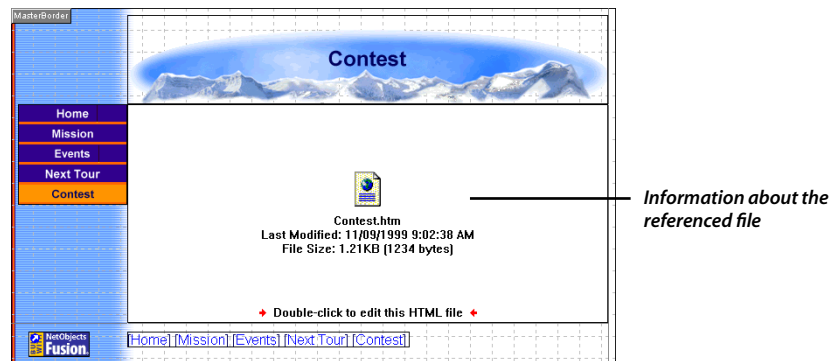 MasterBorder
Contest
Home
Mission
Events
Next Tour
Contest
Contest.htm
Last Modified: 11/09/1999 9:02:38 AM
File Size: 1.21KB (1234 bytes)
Double-click to edit this HTML file
Information about the
referenced file
NetObjects
Fusion.
[Home] [Mission] [Events] [Next Tour] [Contest]